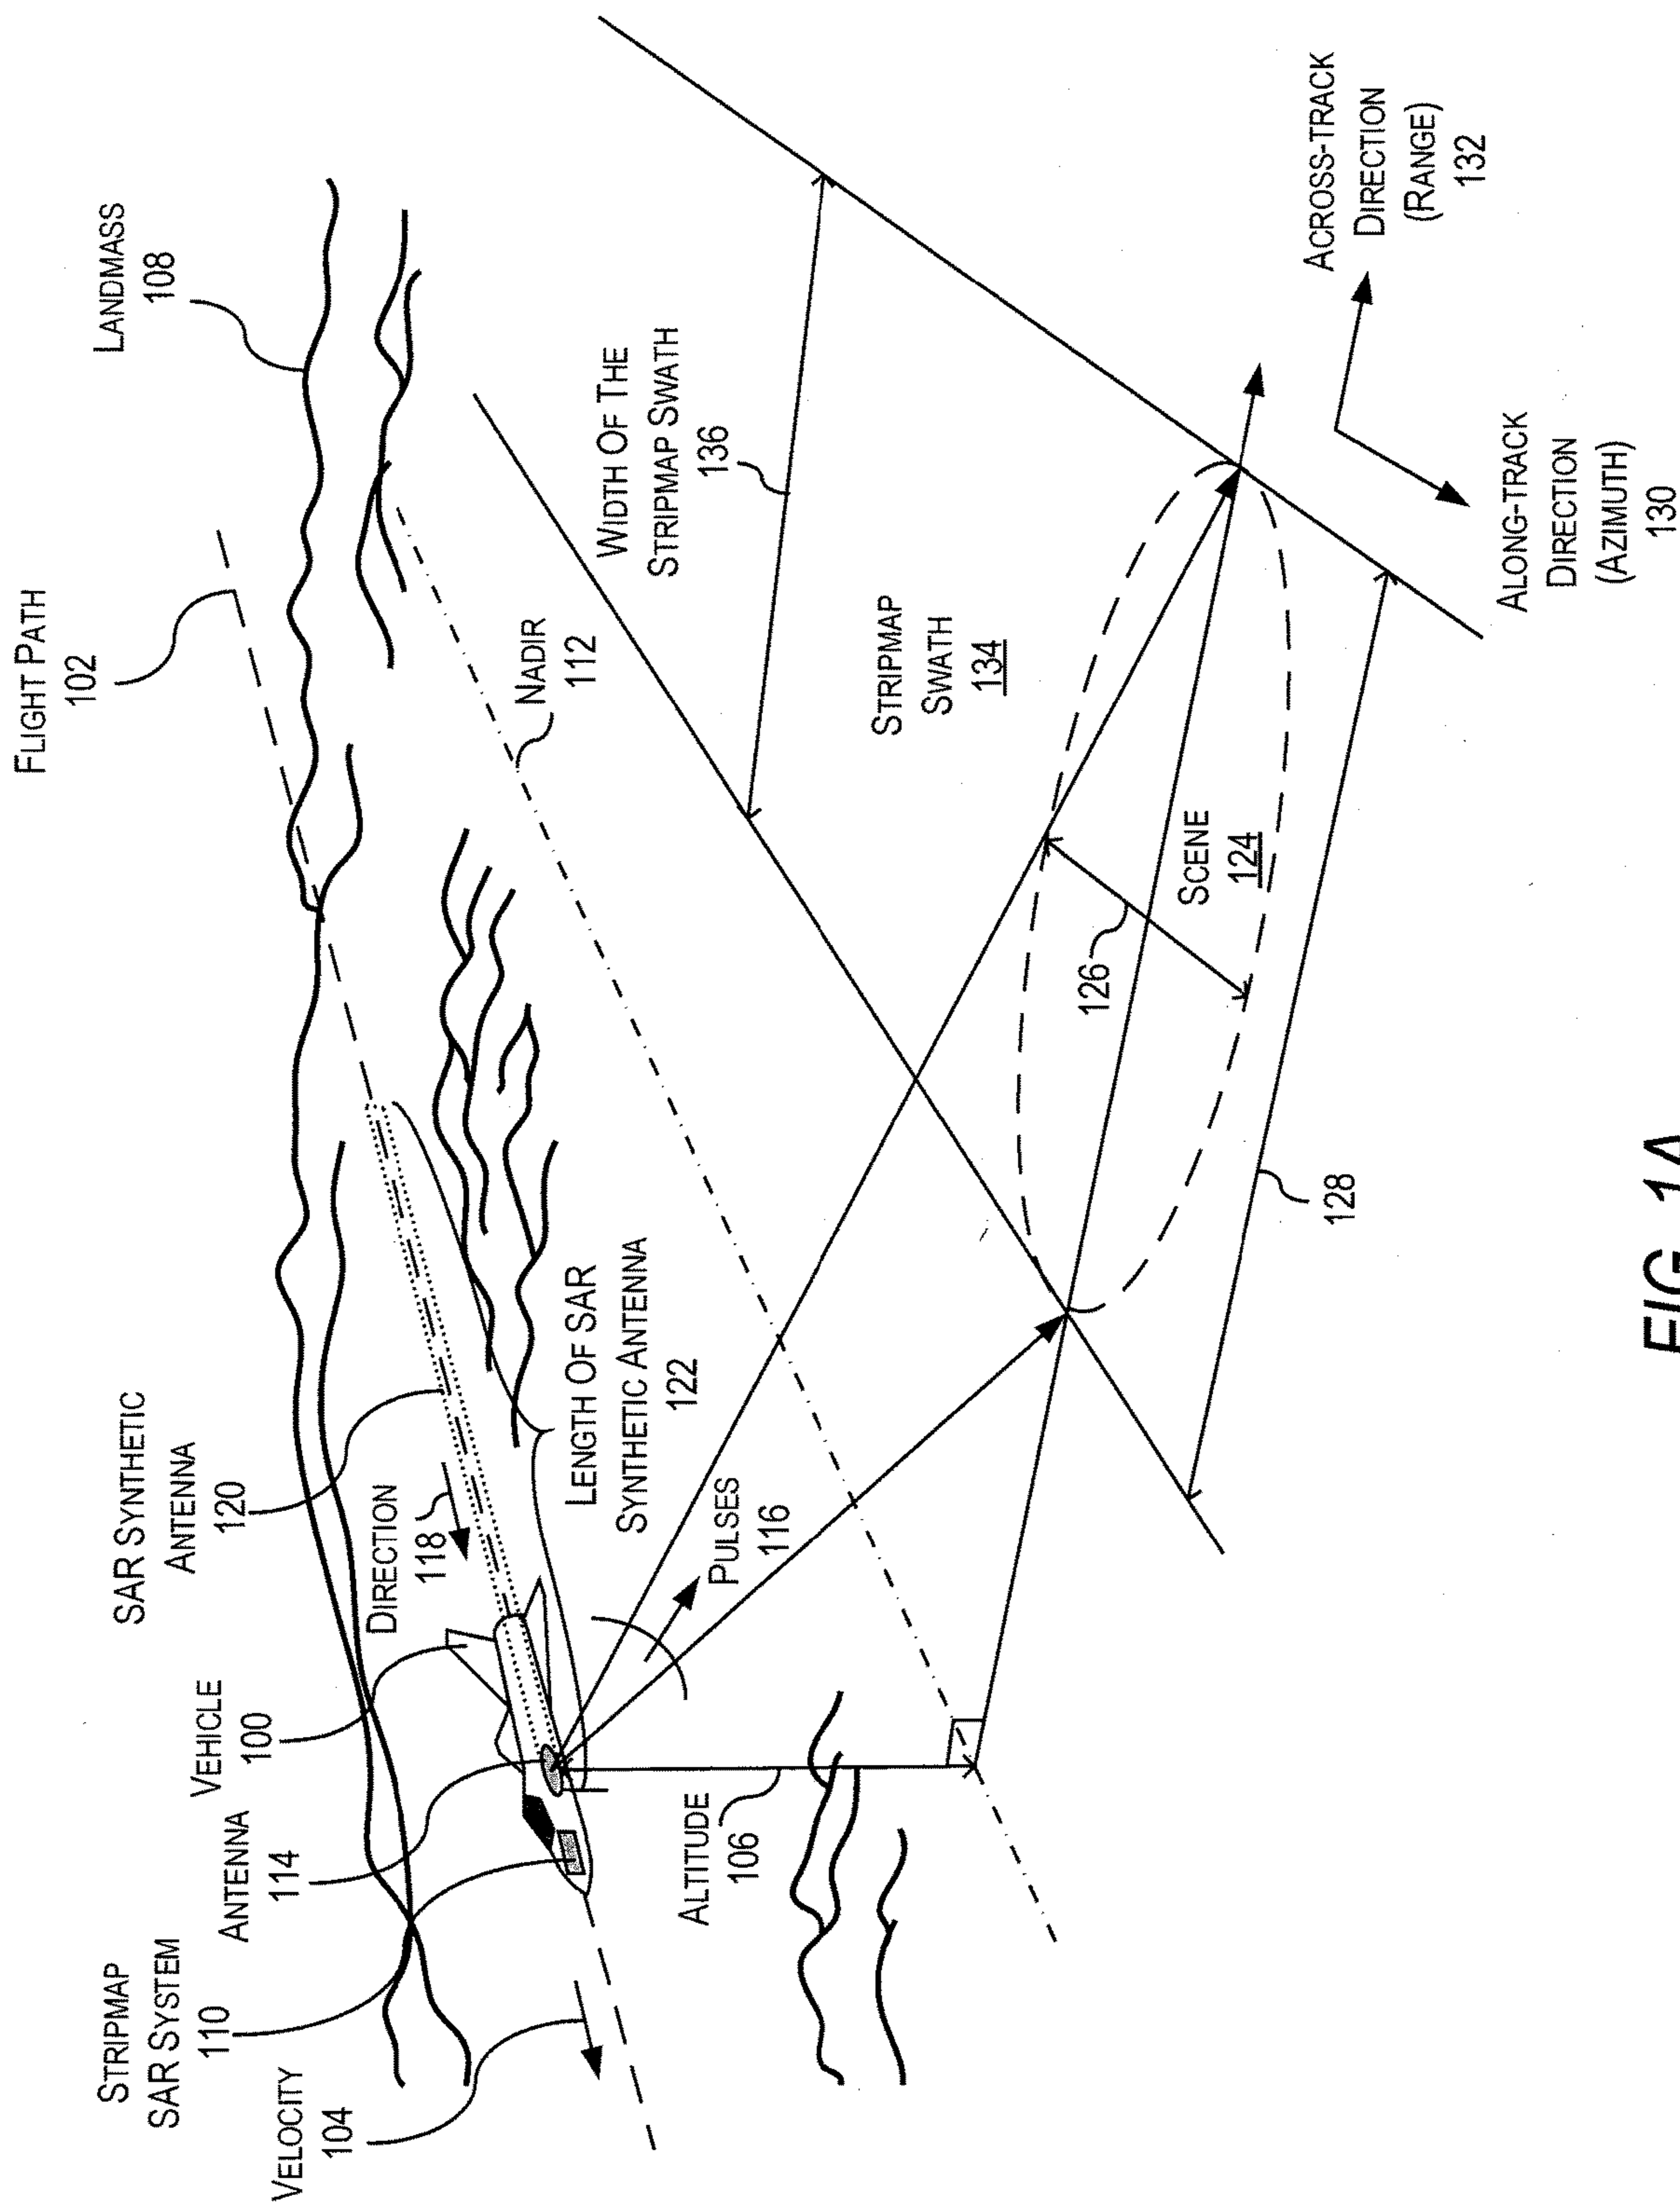 STRIPMAP
SAR SYSTEM
110
VELOCITY
104
ANTENNA
114
VEHICLE
100
SAR SYNTHETIC
ANTENNA
120
DIRECTION
118
FLIGHT PATH
102
LANDMASS
108
LENGTH OF SAR
SYNTHETIC ANTENNA
122
PULSES
116
ALTITUDE
106
NADIR
112
WIDTH OF THE
STRIPMAP SWATH
136
STRIPMAP
SWATH
134
SCENE
124
126
128
ACROSS-TRACK
DIRECTION
(RANGE)
132
ALONG-TRACK
DIRECTION
(AZIMUTH)
130
FIG. 1A